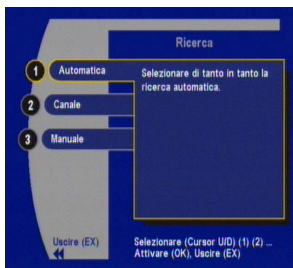 Ricerca
1 Automatica
Selezionare di tanto in tanto la
ricerca automatica.
2 Canale
3 Manuale
Uscire (EX)
Selezionare (Cursor U/D) (1) (2) ...
Attivare (OK), Uscire (EX)